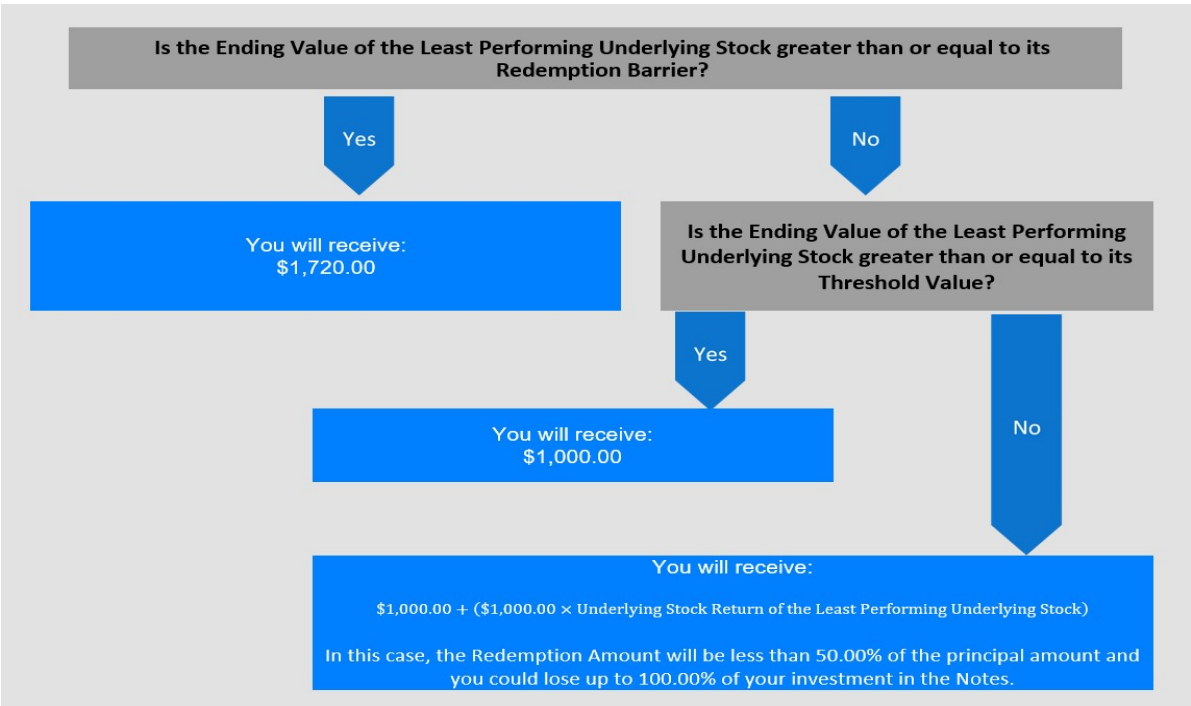 Is the Ending Value of the Least Performing Underlying Stock greater than or equal to its
Redemption Barrier?
Yes
No
You will receive:
$1,720.00
Is the Ending Value of the Least Performing
Underlying Stock greater than or equal to its
Threshold Value?
Yes
No
You will receive:
$1,000.00
You will receive:
$1,000.00 + ($1,000.00 × Underlying Stock Return of the Least Performing Underlying Stock)
In this case, the Redemption Amount will be less than 50.00% of the principal amount and
you could lose up to 100.00% of your investment in the Notes.